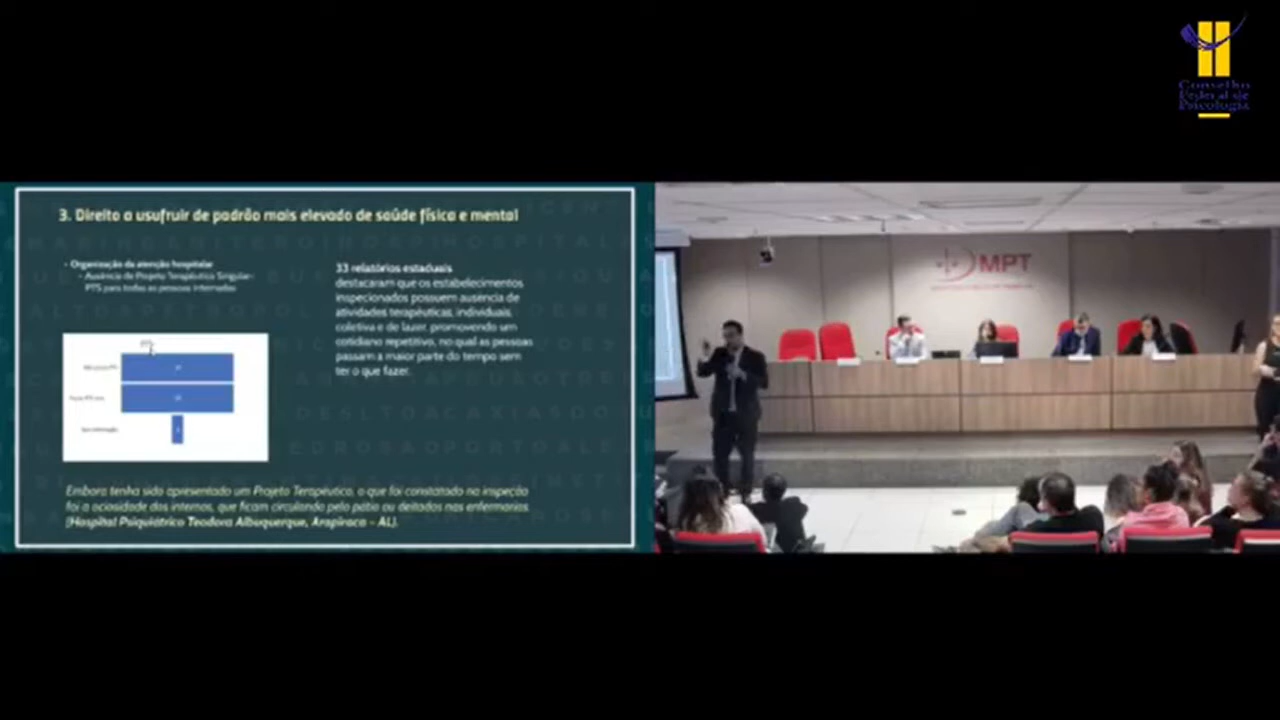 Conselho
Federal de
Psicologia
3. Direito a usufruir de padrão mais elevado de saúde física e mental
- Organização da atenção hospitalar
- Ausência de Projeto Terapêutico Singular-
PTS para todas as pessoas internadas
33 relatórios estaduais
destacaram que os estabelecimentos
inspecionados possuem ausência de
atividades terapêuticas, individuais,
coletiva e de lazer, promovendo um
cotidiano repetitivo, no qual as pessoas
passam a maior parte do tempo sem
ter o que fazer.
PTS
Embora tenha sido apresentado um Projeto Terapêutico, o que foi constatado na inspeção
foi a ociosidade dos internos, que ficam circulando pelo pátio ou deitados nas enfermarias
(Hospital Psiquiátrico Teodora Albuquerque, Arapiraca - AL).
MPT